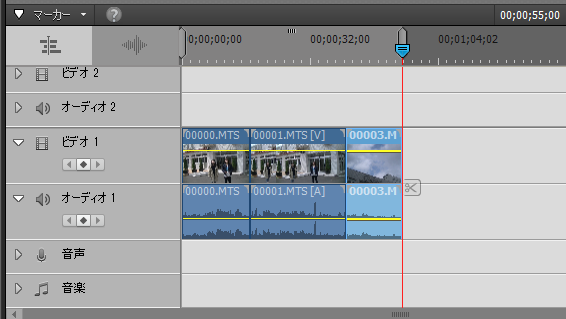 マーカー ?
00;00;55;00
0;00;00;00 00;00;32;00 00;01;04;02
ビデオ 2
オーディオ 2
ビデオ 1
00000.MTS 00001.MTS [V] 00003.M
オーディオ 1
00000.MTS 00001.MTS [A] 00003.M
音声
音楽